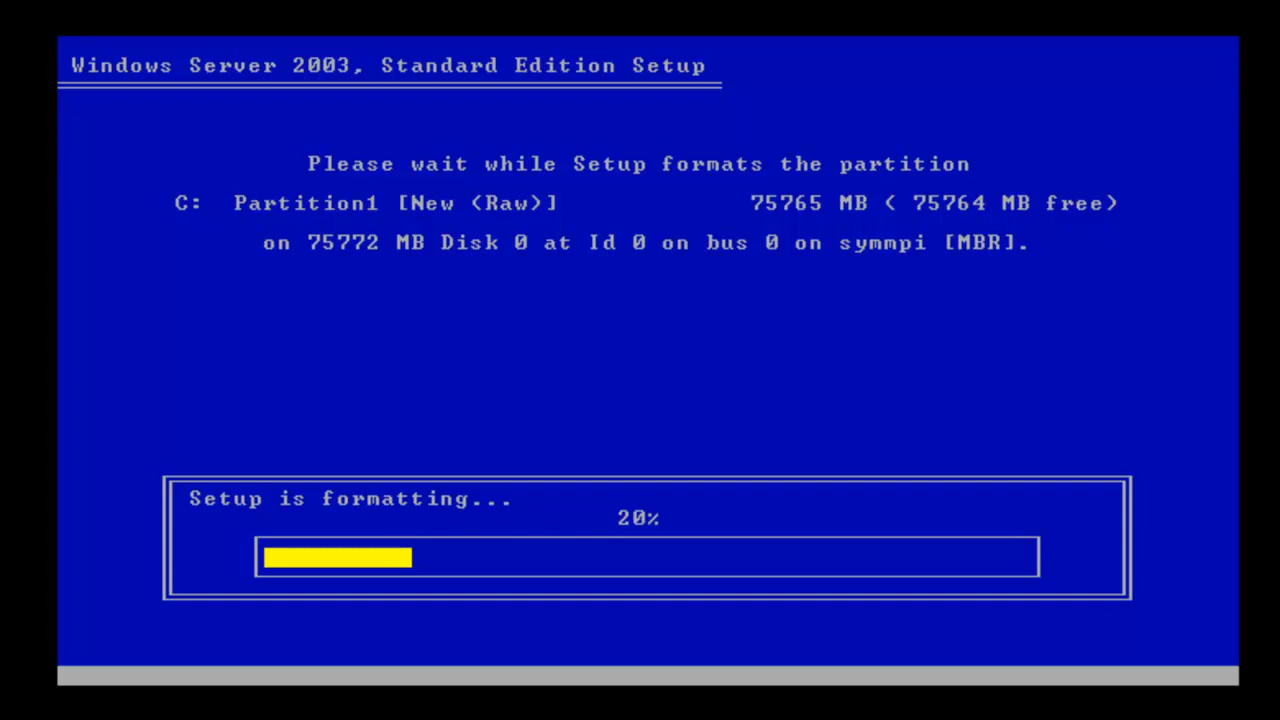 Windows Server 2003, Standard Edition Setup
Please wait while Setup formats the partition
C: Partition1 [New (Raw)] 75765 MB ( 75764 MB free)
on 75772 MB Disk 0 at Id 0 on bus 0 on symmpi [MBR].
Setup is formatting...
20%